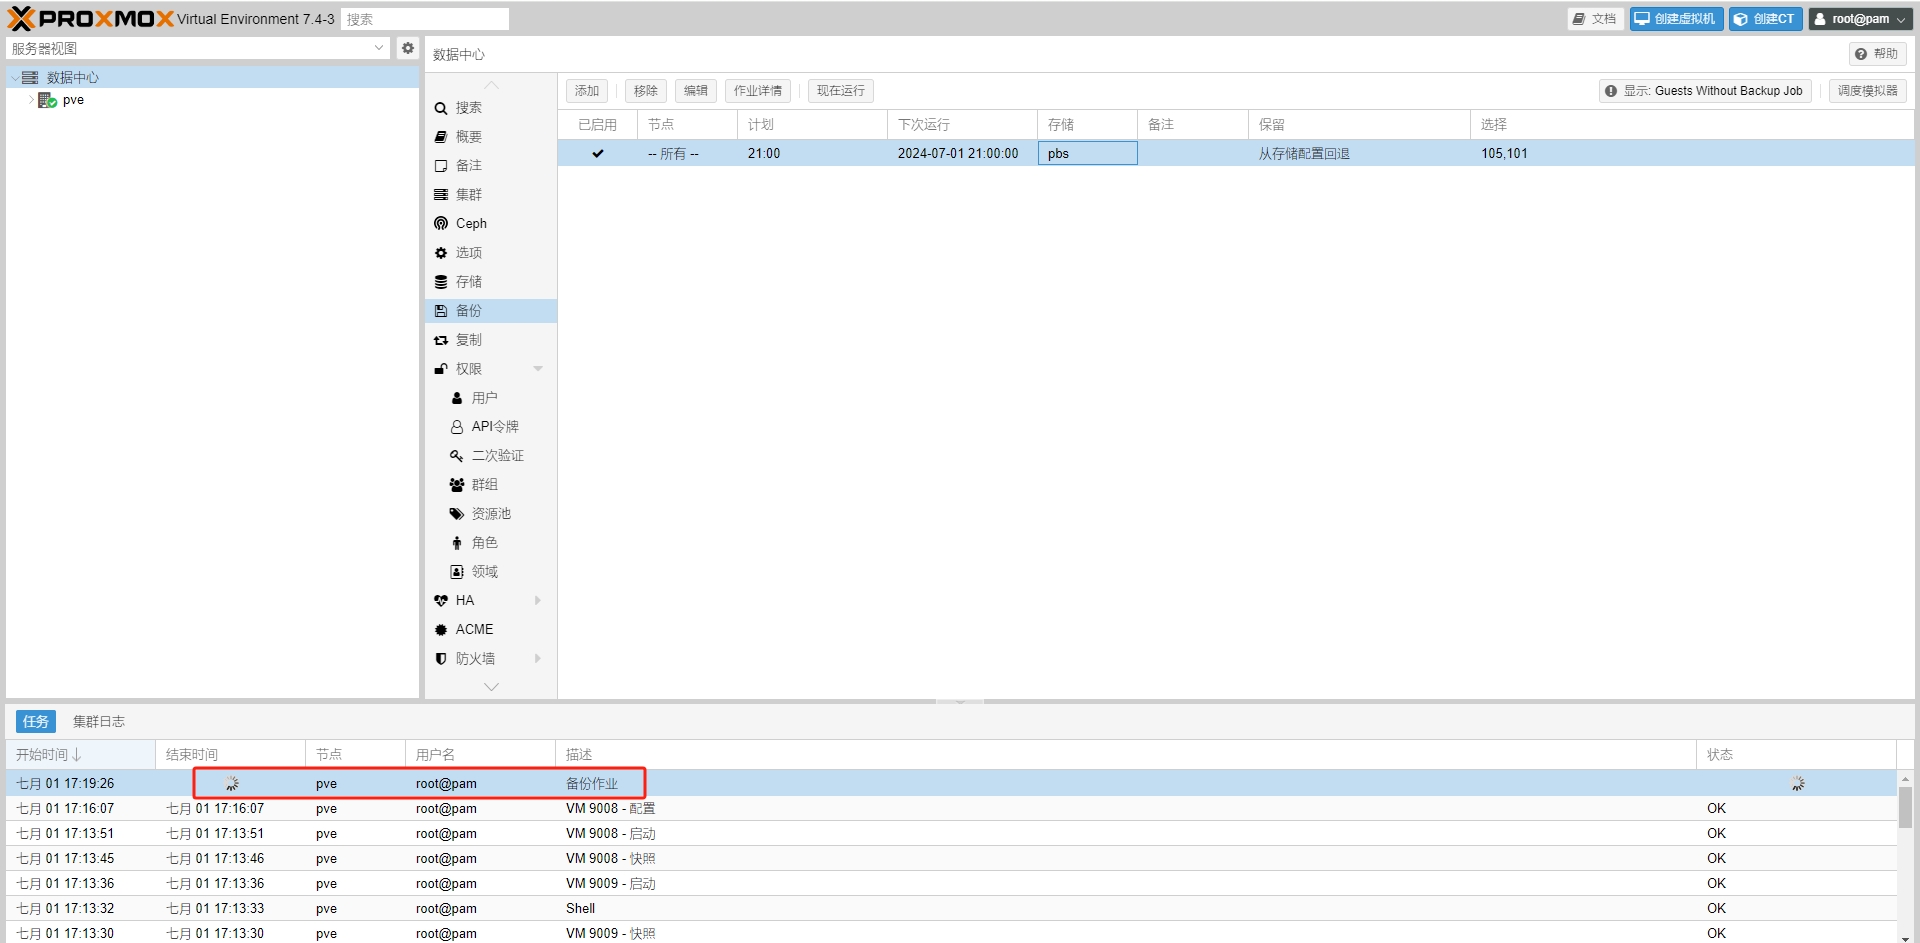 PROXMOX Virtual Environment 7.4-3 搜索 文档 创建虚拟机 创建CT root@pam
服务器视图
数据中心
pve
数据中心 帮助
搜索
概要
备注
集群
Ceph
选项
存储
备份
复制
权限
用户
API令牌
二次验证
群组
资源池
角色
领域
HA
ACME
防火墙
添加 移除 编辑 作业详情 现在运行 显示: Guests Without Backup Job 调度模拟器
已启用 节点 计划 下次运行 存储 备注 保留 选择
-- 所有 -- 21:00 2024-07-01 21:00:00 pbs 从存储配置回退 105,101
任务 集群日志
开始时间 结束时间 节点 用户名 描述 状态
七月 01 17:19:26 pve root@pam 备份作业
七月 01 17:16:07 七月 01 17:16:07 pve root@pam VM 9008 - 配置 OK
七月 01 17:13:51 七月 01 17:13:51 pve root@pam VM 9008 - 启动 OK
七月 01 17:13:45 七月 01 17:13:46 pve root@pam VM 9008 - 快照 OK
七月 01 17:13:36 七月 01 17:13:36 pve root@pam VM 9009 - 启动 OK
七月 01 17:13:32 七月 01 17:13:33 pve root@pam Shell OK
七月 01 17:13:30 七月 01 17:13:30 pve root@pam VM 9009 - 快照 OK